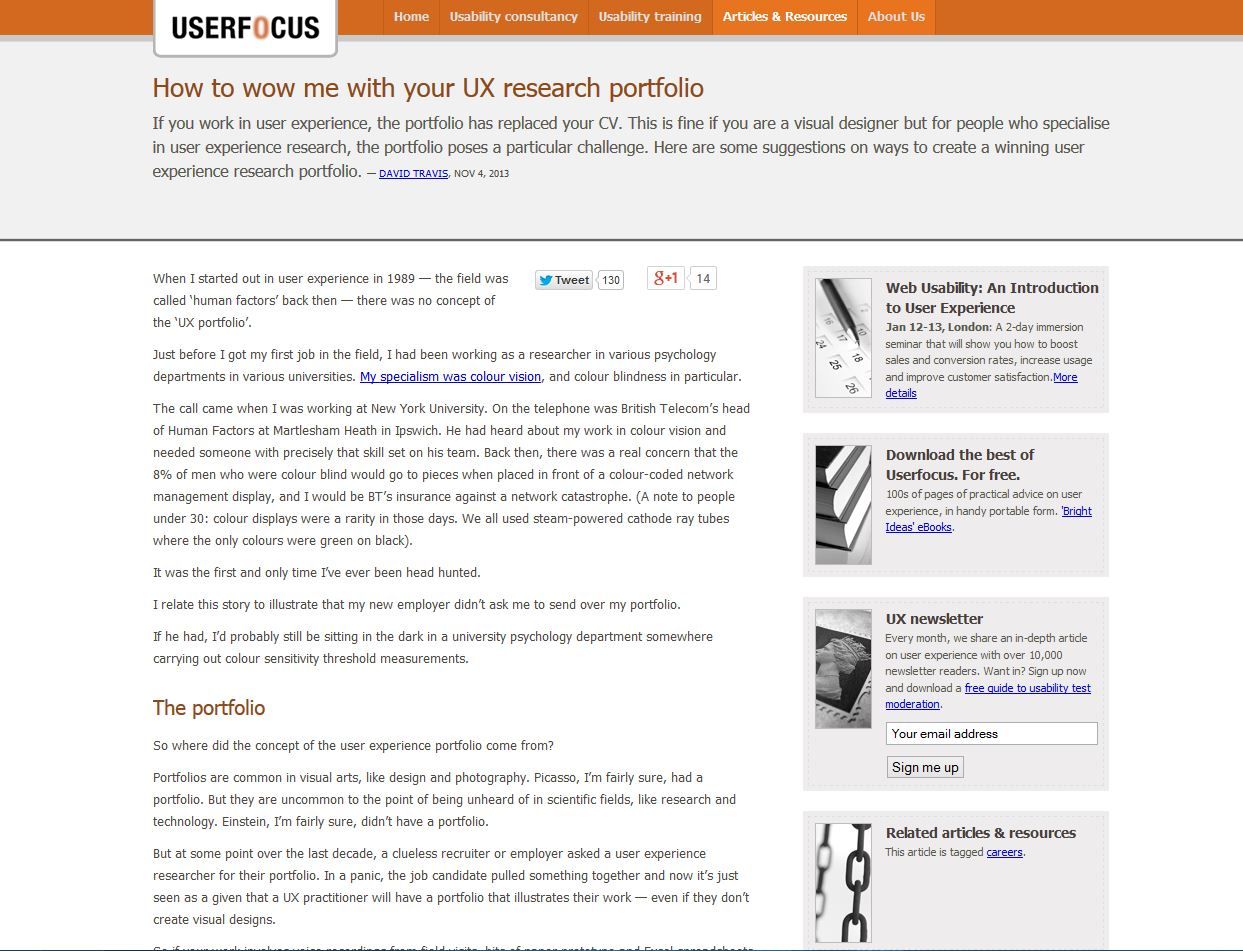 USERFOCUS
Home
Usability consultancy
Usability training
Articles & Resources
About Us
How to wow me with your UX research portfolio
If you work in user experience, the portfolio has replaced your CV. This is fine if you are a visual designer but for people who specialise
in user experience research, the portfolio poses a particular challenge. Here are some suggestions on ways to create a winning user
experience research portfolio. — DAVID TRAVIS, NOV 4, 2013
When I started out in user experience in 1989 — the field was
called ‘human factors’ back then — there was no concept of
the ‘UX portfolio’.
Tweet 130
g+1 14
Just before I got my first job in the field, I had been working as a researcher in various psychology
departments in various universities. My specialism was colour vision, and colour blindness in particular.
The call came when I was working at New York University. On the telephone was British Telecom’s head
of Human Factors at Martlesham Heath in Ipswich. He had heard about my work in colour vision and
needed someone with precisely that skill set on his team. Back then, there was a real concern that the
8% of men who were colour blind would go to pieces when placed in front of a colour-coded network
management display, and I would be BT’s insurance against a network catastrophe. (A note to people
under 30: colour displays were a rarity in those days. We all used steam-powered cathode ray tubes
where the only colours were green on black).
It was the first and only time I’ve ever been head hunted.
I relate this story to illustrate that my new employer didn’t ask me to send over my portfolio.
If he had, I’d probably still be sitting in the dark in a university psychology department somewhere
carrying out colour sensitivity threshold measurements.
The portfolio
So where did the concept of the user experience portfolio come from?
Portfolios are common in visual arts, like design and photography. Picasso, I’m fairly sure, had a
portfolio. But they are uncommon to the point of being unheard of in scientific fields, like research and
technology. Einstein, I’m fairly sure, didn’t have a portfolio.
But at some point over the last decade, a clueless recruiter or employer asked a user experience
researcher for their portfolio. In a panic, the job candidate pulled something together and now it’s just
seen as a given that a UX practitioner will have a portfolio that illustrates their work — even if they don’t
create visual designs.
So if your work involves voice recordings from field visits, bits of paper prototype and Excel spreadsheets
Web Usability: An Introduction
to User Experience
Jan 12-13, London: A 2-day immersion
seminar that will show you how to boost
sales and conversion rates, increase usage
and improve customer satisfaction.More
details
16
17
10
24
18
25
26
Download the best of
Userfocus. For free.
100s of pages of practical advice on user
experience, in handy portable form. 'Bright
Ideas' eBooks.
UX newsletter
Every month, we share an in-depth article
on user experience with over 10,000
newsletter readers. Want in? Sign up now
and download a free guide to usability test
moderation.
Your email address
Sign me up
Related articles & resources
This article is tagged careers.